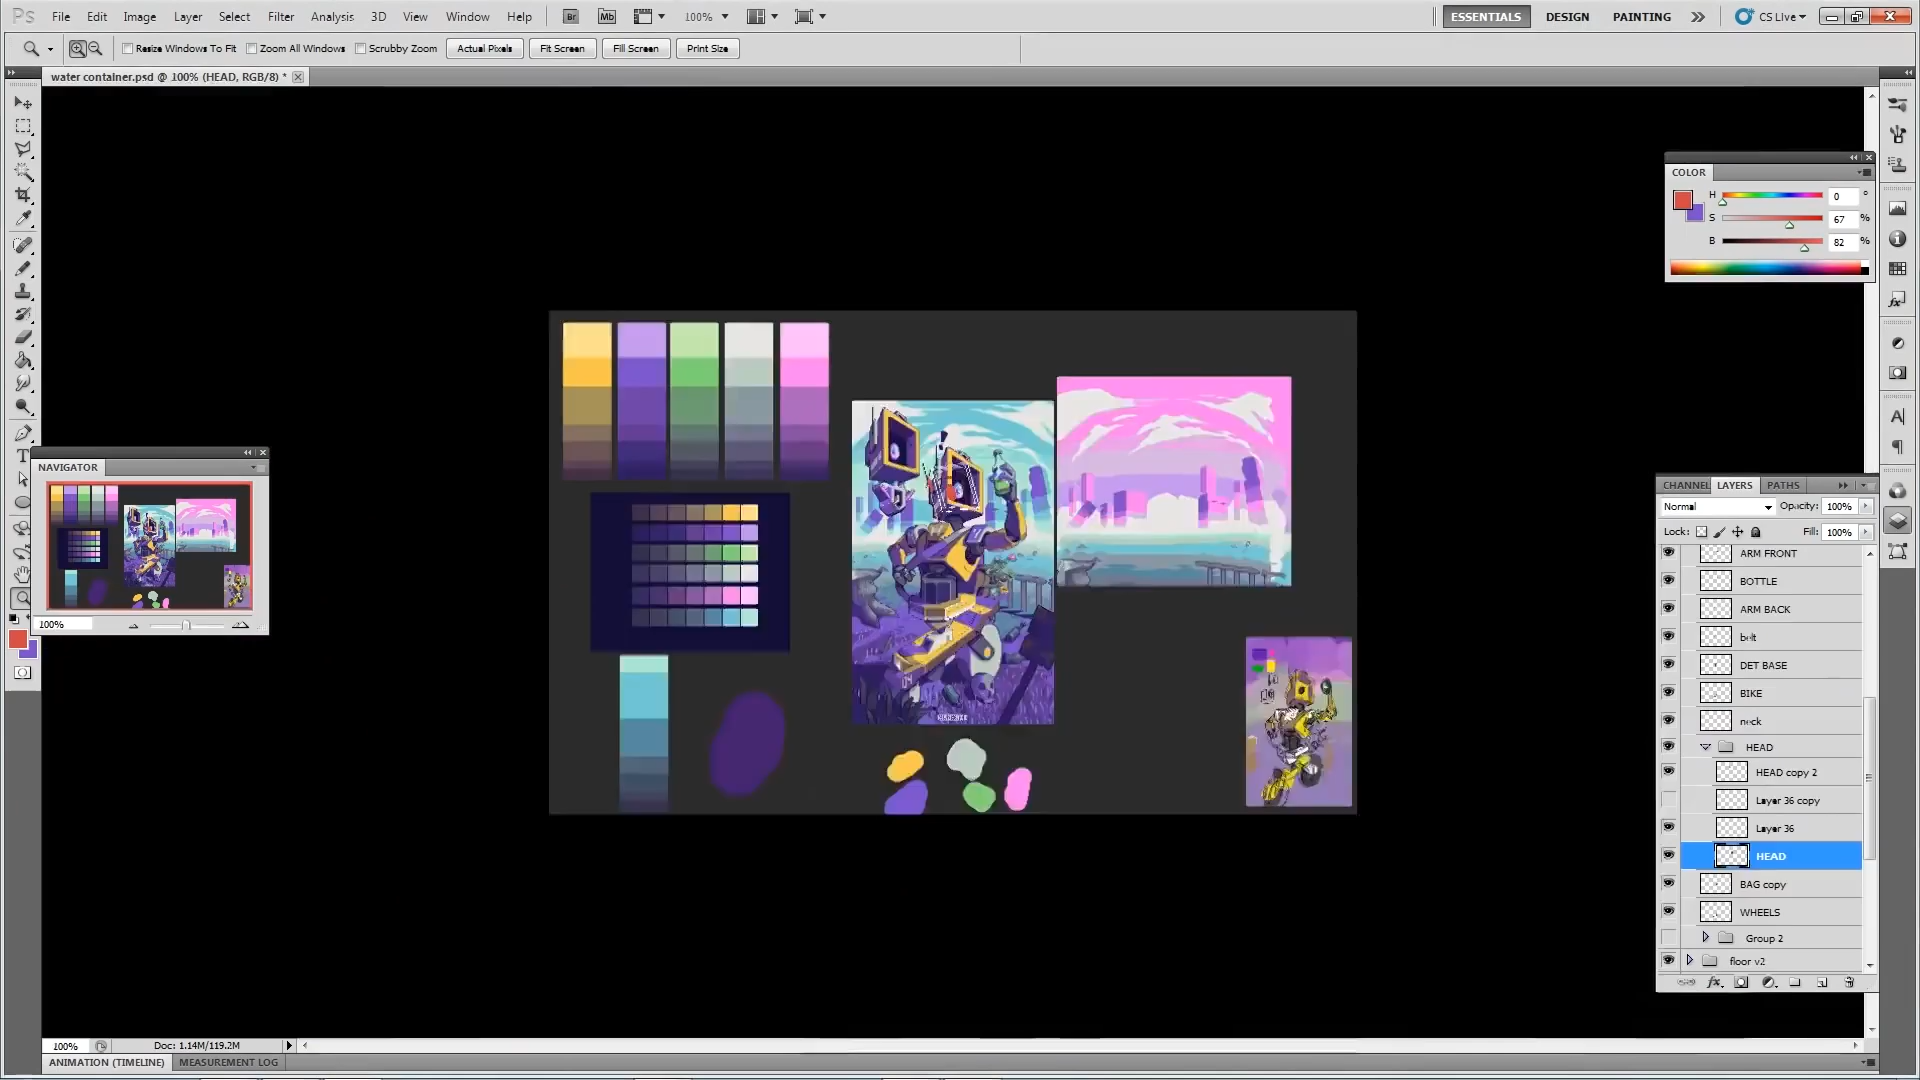 Ps File Edit Image Layer Select Filter Analysis 3D View Window Help Br Mb 100% ESSENTIALS DESIGN PAINTING CS Live
Resize Windows To Fit Zoom All Windows Scrubby Zoom Actual Pixels Fit Screen Fill Screen Print Size
water container.psd @ 100% (HEAD, RGB/8) *
COLOR
H 0 °
S 67 %
B 82 %
NAVIGATOR
100%
CHANNEL LAYERS PATHS
Normal Opacity: 100%
Lock: Fill: 100%
ARM FRONT
BOTTLE
ARM BACK
belt
DET BASE
BIKE
neck
HEAD
HEAD copy 2
Layer 36 copy
Layer 36
HEAD
BAG copy
WHEELS
Group 2
floor v2
100% Doc: 1.14M/119.2M
ANIMATION (TIMELINE) MEASUREMENT LOG